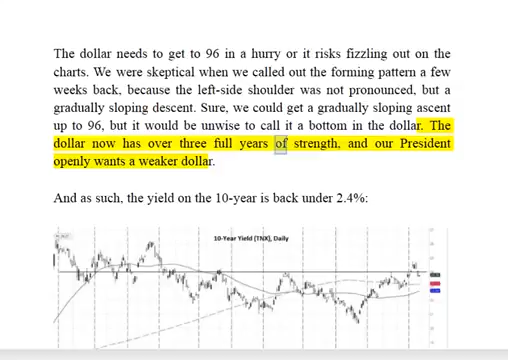 The dollar needs to get to 96 in a hurry or it risks fizzling out on the
charts. We were skeptical when we called out the forming pattern a few
weeks back, because the left-side shoulder was not pronounced, but a
gradually sloping descent. Sure, we could get a gradually sloping ascent
up to 96, but it would be unwise to call it a bottom in the dollar. The
dollar now has over three full years of strength, and our President
openly wants a weaker dollar.
And as such, the yield on the 10-year is back under 2.4%:
10-Year Yield (TNX), Daily